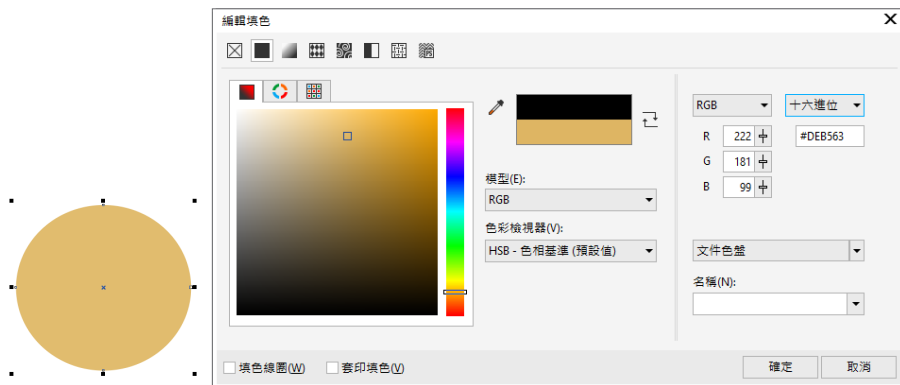 編輯填色
RGB
十六進位
R 222
#DEB563
G 181
B 99
模型(E):
RGB
色彩檢視器(V):
HSB - 色相基準 (預設值)
文件色盤
名稱(N):
填色線圈(W)
套印填色(V)
確定
取消